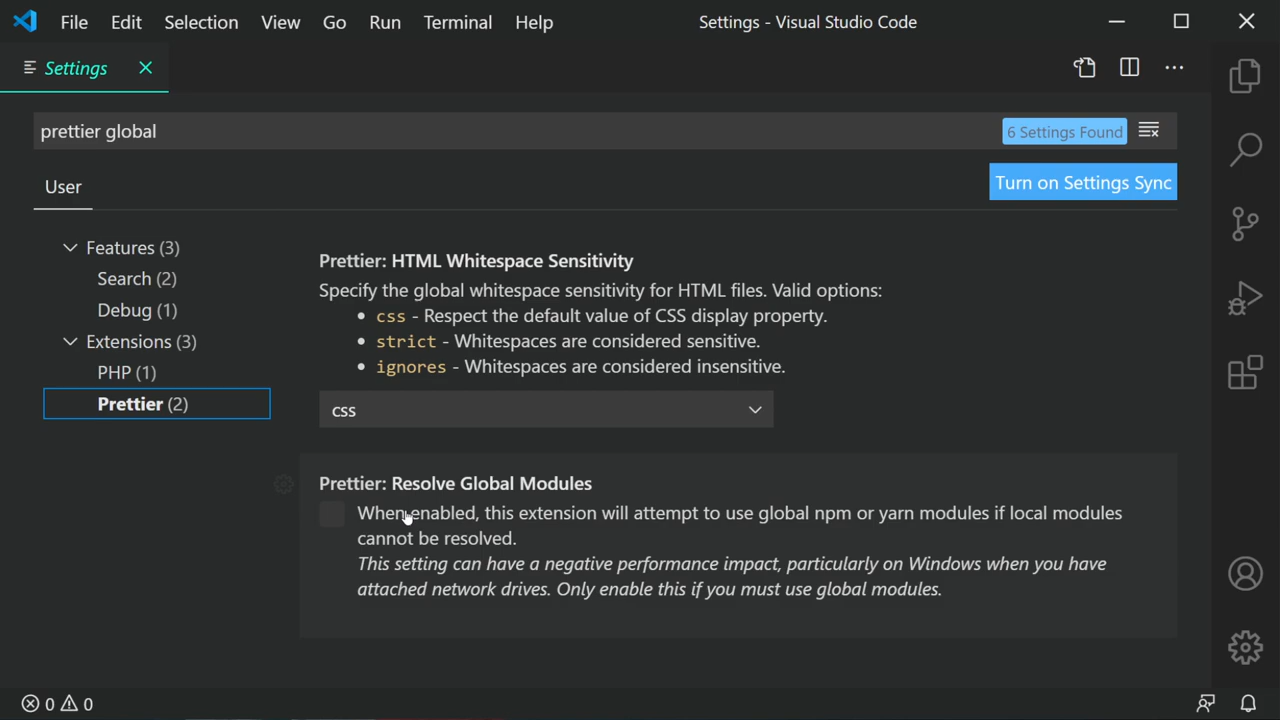 File Edit Selection View Go Run Terminal Help Settings - Visual Studio Code
Settings
prettier global 6 Settings Found
User Turn on Settings Sync
Features (3)
Search (2)
Debug (1)
Extensions (3)
PHP (1)
Prettier (2)
Prettier: HTML Whitespace Sensitivity
Specify the global whitespace sensitivity for HTML files. Valid options:
• css - Respect the default value of CSS display property.
• strict - Whitespaces are considered sensitive.
• ignores - Whitespaces are considered insensitive.
css
Prettier: Resolve Global Modules
When enabled, this extension will attempt to use global npm or yarn modules if local modules
cannot be resolved.
This setting can have a negative performance impact, particularly on Windows when you have
attached network drives. Only enable this if you must use global modules.
0 0